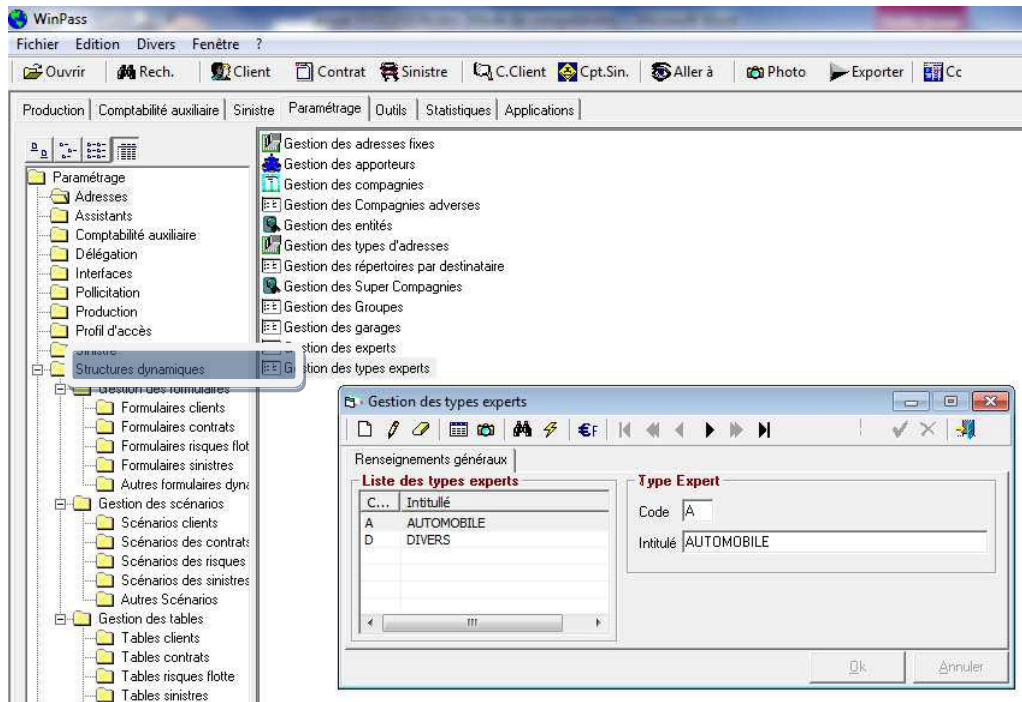 WinPass
Fichier Edition Divers Fenêtre ?
Ouvrir Rech. Client Contrat Sinistre C.Client Cpt.Sin. Aller à Photo Exporter Cc
Production Comptabilité auxiliaire Sinistre Paramétrage Outils Statistiques Applications
Paramétrage
Adresses
Assistants
Comptabilité auxiliaire
Délégation
Interfaces
Pollicitation
Production
Profil d'accès
Sinistre
Structures dynamiques
Gestion des formulaires
Formulaires clients
Formulaires contrats
Formulaires risques flot
Formulaires sinistres
Autres formulaires dyna
Gestion des scénarios
Scénarios clients
Scénarios des contrats
Scénarios des risques
Scénarios des sinistres
Autres Scénarios
Gestion des tables
Tables clients
Tables contrats
Tables risques flotte
Tables sinistres
Gestion des adresses fixes
Gestion des apporteurs
Gestion des compagnies
Gestion des Compagnies adverses
Gestion des entités
Gestion des types d'adresses
Gestion des répertoires par destinataire
Gestion des Super Compagnies
Gestion des Groupes
Gestion des garages
Gestion des experts
Gestion des types experts
Gestion des types experts
€F
Renseignements généraux
Liste des types experts
C... Intitullé
A AUTOMOBILE
D DIVERS
Type Expert
Code A
Intitulé AUTOMOBILE
Ok Annuler